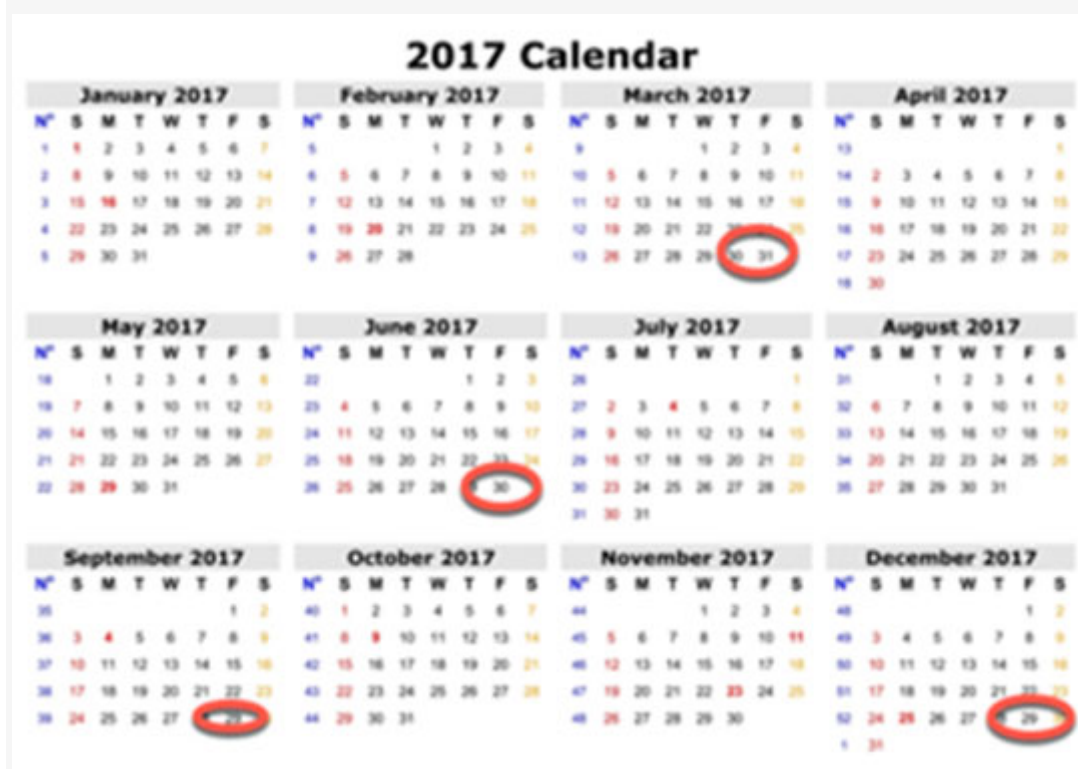 2017 Calendar
January 2017
N° S M T W T F S
1 1 2 3 4 5 6 7
2 8 9 10 11 12 13 14
3 15 16 17 18 19 20 21
4 22 23 24 25 26 27 28
5 29 30 31
February 2017
N° S M T W T F S
5 1 2 3 4
6 5 6 7 8 9 10 11
7 12 13 14 15 16 17 18
8 19 20 21 22 23 24 25
9 26 27 28
March 2017
N° S M T W T F S
9 1 2 3 4
10 5 6 7 8 9 10 11
11 12 13 14 15 16 17 18
12 19 20 21 22 25
13 26 27 28 29 30 31
April 2017
N° S M T W T F S
13 1
14 2 3 4 5 6 7 8
15 9 10 11 12 13 14 15
16 16 17 18 19 20 21 22
17 23 24 25 26 27 28 29
18 30
May 2017
N° S M T W T F S
18 1 2 3 4 5 6
19 7 8 9 10 11 12 13
20 14 15 16 17 18 19 20
21 21 22 23 24 25 26 27
22 28 29 30 31
June 2017
N° S M T W T F S
22 1 2 3
23 4 5 6 7 8 9 10
24 11 12 13 14 15 16 17
25 18 19 20 21 22 23 24
26 25 26 27 28 30
July 2017
N° S M T W T F S
26 1
27 2 3 4 5 6 7 8
28 9 10 11 12 13 14 15
29 16 17 18 19 20 21 22
30 23 24 25 26 27 28 29
31 30 31
August 2017
N° S M T W T F S
31 1 2 3 4 5
32 6 7 8 9 10 11 12
33 13 14 15 16 17 18 19
34 20 21 22 23 24 25 26
35 27 28 29 30 31
September 2017
N° S M T W T F S
35 1 2
36 3 4 5 6 7 8 9
37 10 11 12 13 14 15 16
38 17 18 19 20 21 22 23
39 24 25 26 27 29
October 2017
N° S M T W T F S
40 1 2 3 4 5 6 7
41 8 9 10 11 12 13 14
42 15 16 17 18 19 20 21
43 22 23 24 25 26 27 28
44 29 30 31
November 2017
N° S M T W T F S
44 1 2 3 4
45 5 6 7 8 9 10 11
46 12 13 14 15 16 17 18
47 19 20 21 22 23 24 25
48 26 27 28 29 30
December 2017
N° S M T W T F S
48 1 2
49 3 4 5 6 7 8 9
50 10 11 12 13 14 15 16
51 17 18 19 20 21 22 23
52 24 25 26 27 29
1 31